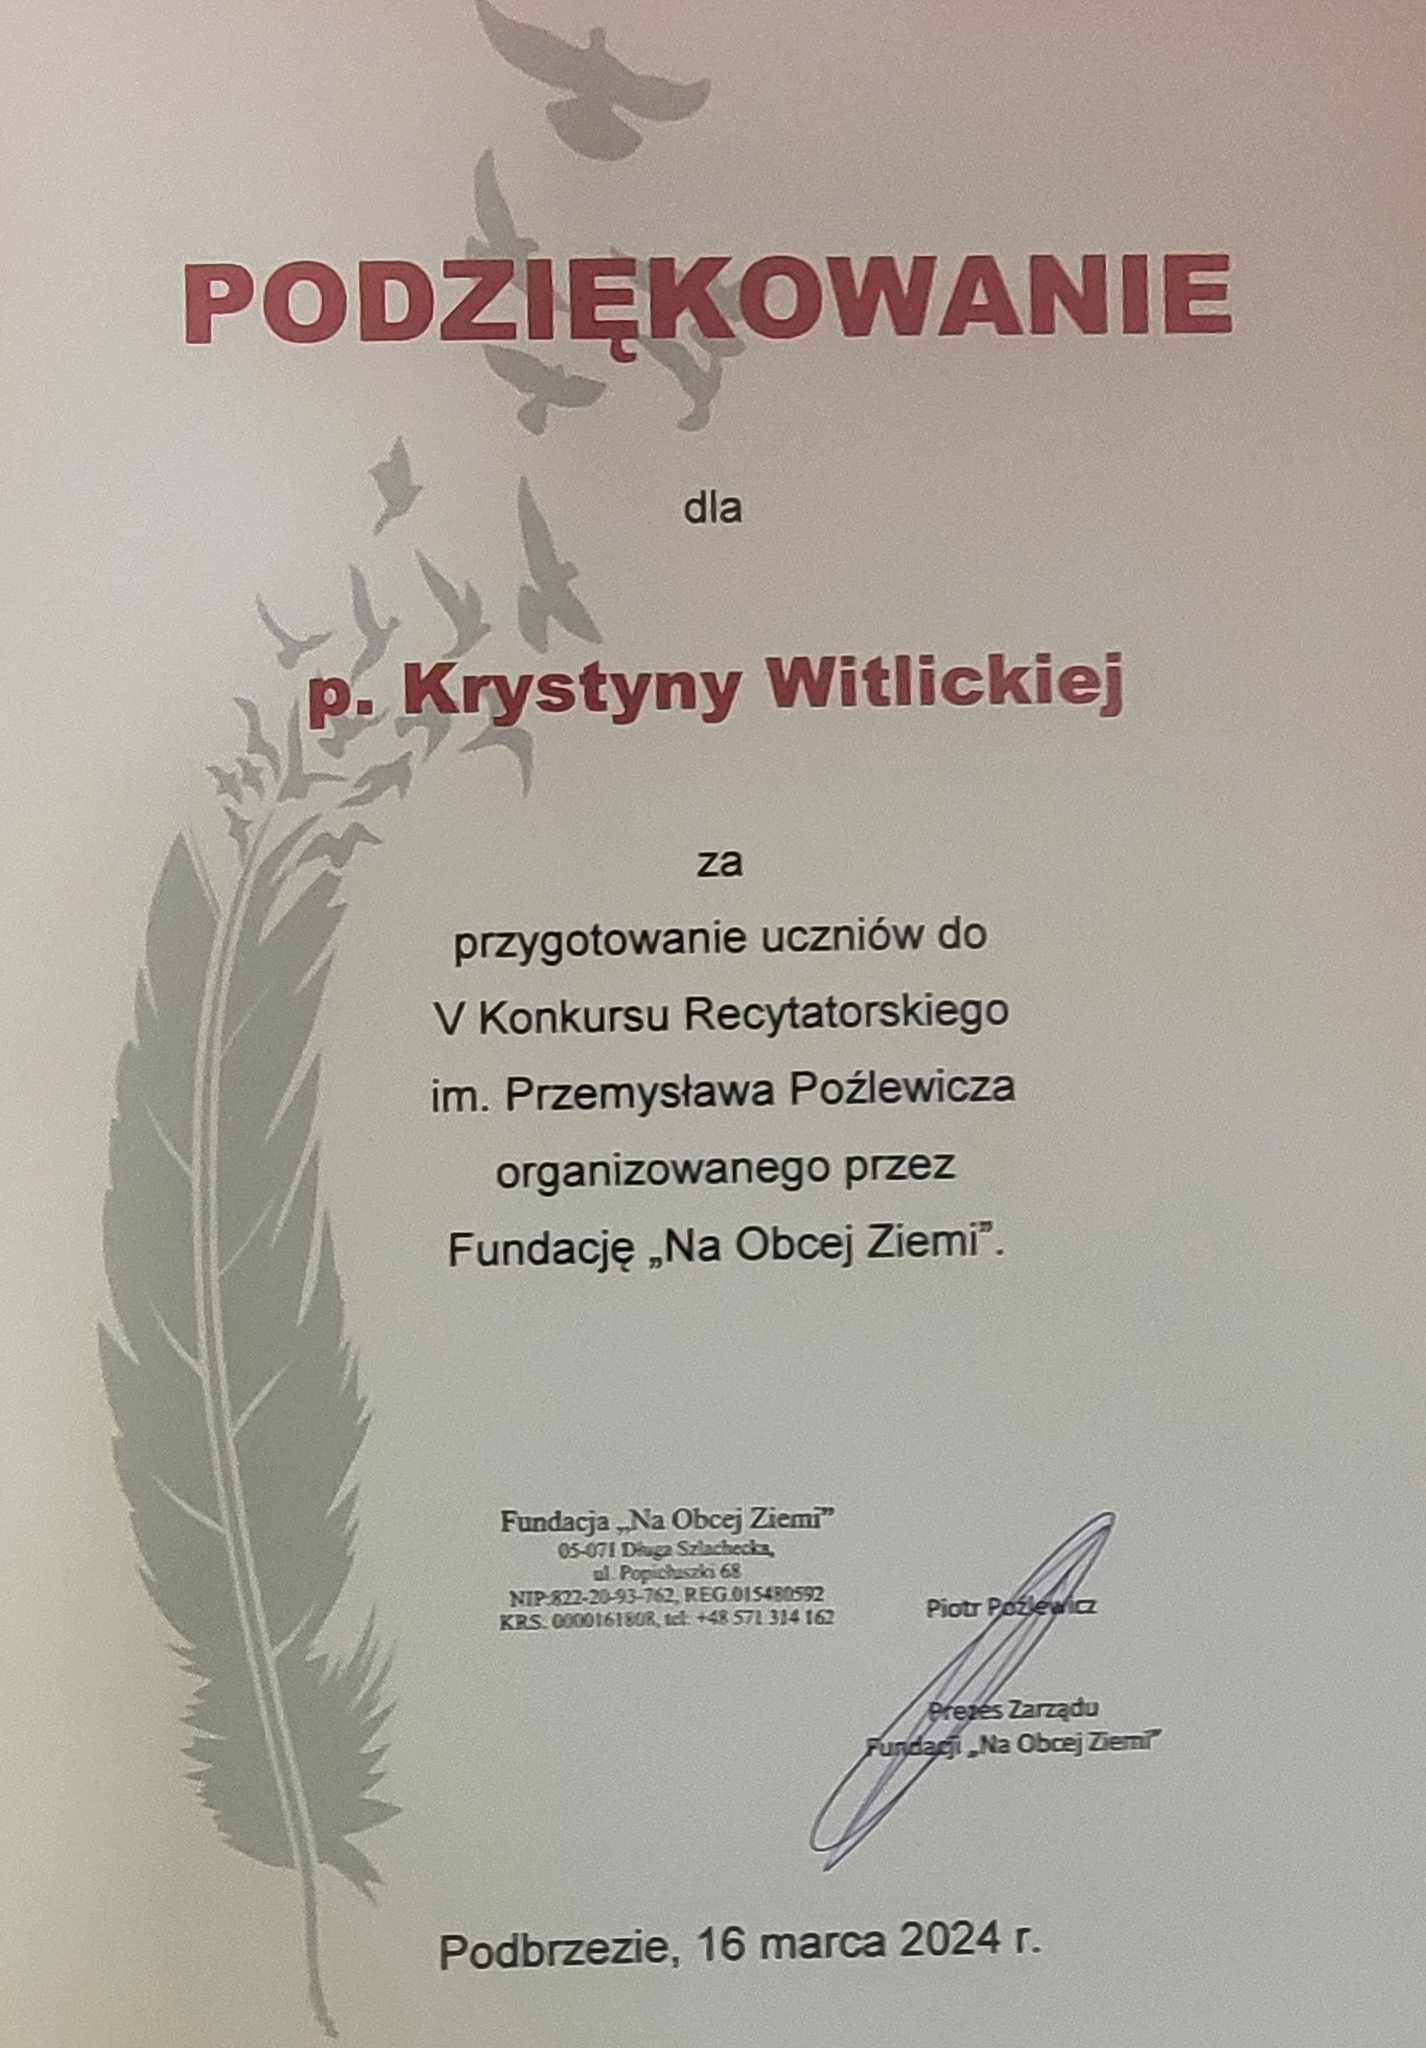 PODZIĘKOWANIE
dla
p. Krystyny Witlickiej
za
przygotowanie uczniów do
V Konkursu Recytatorskiego
im. Przemysława Poźlewicza
organizowanego przez
Fundację „Na Obcej Ziemi”.
Fundacja „Na Obcej Ziemi”
05-071 Długa Szlachecka,
ul. Popiełuszki 68
NIP:822-20-93-762, REG.015480592
KRS. 0000161808, tel: +48 571 314 162
Piotr Poźlewicz
Prezes Zarządu
Fundacji „Na Obcej Ziemi”
Podbrzezie, 16 marca 2024 r.